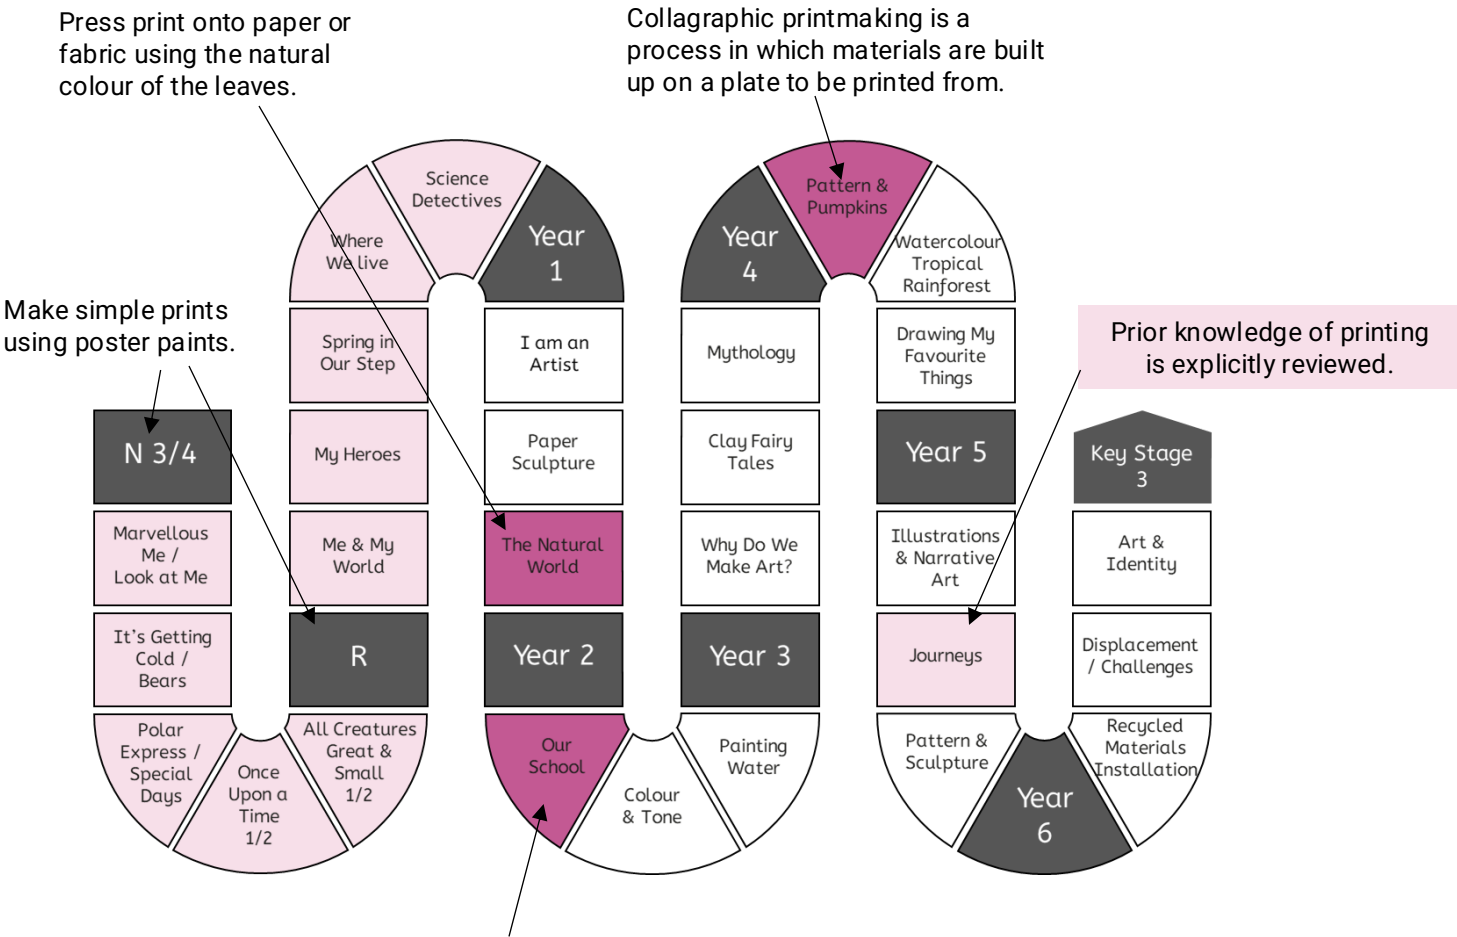 Press print onto paper or
fabric using the natural
colour of the leaves.
Collagraphic printmaking is a
process in which materials are built
up on a plate to be printed from.
Make simple prints
using poster paints.
Prior knowledge of printing
is explicitly reviewed.
N 3/4
Marvellous
Me /
Look at Me
It's Getting
Cold /
Bears
Polar
Express /
Special
Days
Once
Upon a
Time
1/2
All Creatures
Great &
Small
1/2
R
Me & My
World
My Heroes
Spring in
Our Step
Where
We live
Science
Detectives
Year
1
I am an
Artist
Paper
Sculpture
The Natural
World
Year 2
Our
School
Colour
& Tone
Painting
Water
Year 3
Why Do We
Make Art?
Clay Fairy
Tales
Mythology
Year
4
Pattern &
Pumpkins
Watercolour
Tropical
Rainforest
Drawing My
Favourite
Things
Year 5
Illustrations
& Narrative
Art
Journeys
Pattern &
Sculpture
Year
6
Recycled
Materials
Installation
Displacement
/ Challenges
Art &
Identity
Key Stage
3